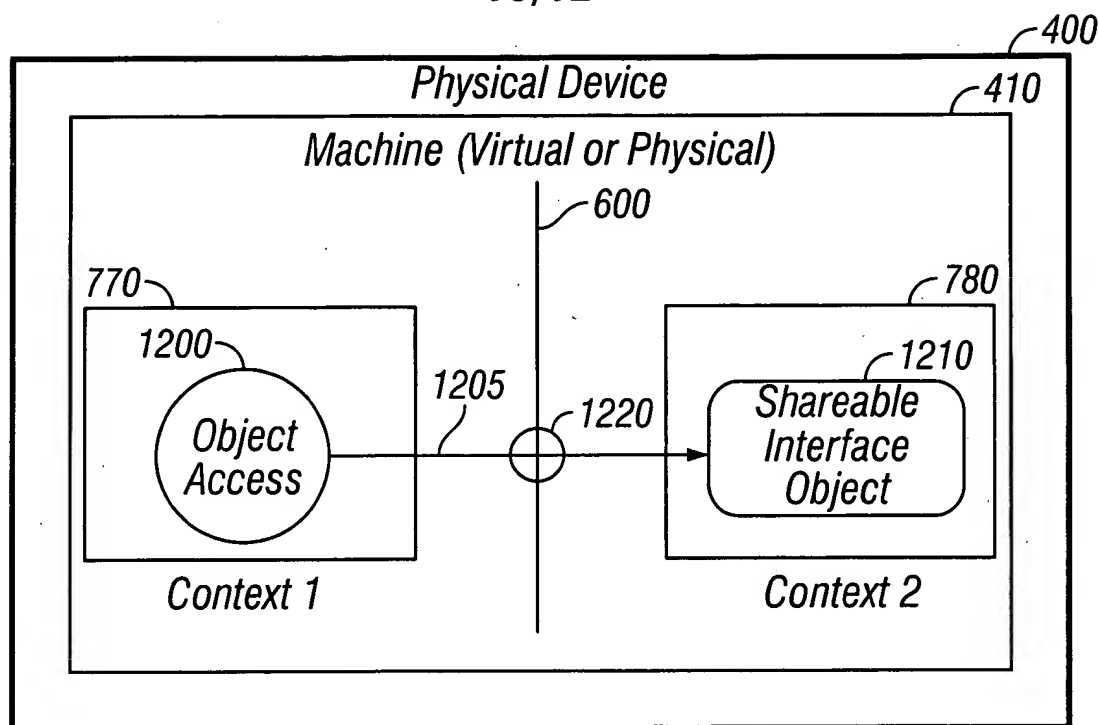 400
Physical Device
410
Machine (Virtual or Physical)
600
770
780
1200
1210
1205
1220
Object
Access
Shareable
Interface
Object
Context 1
Context 2